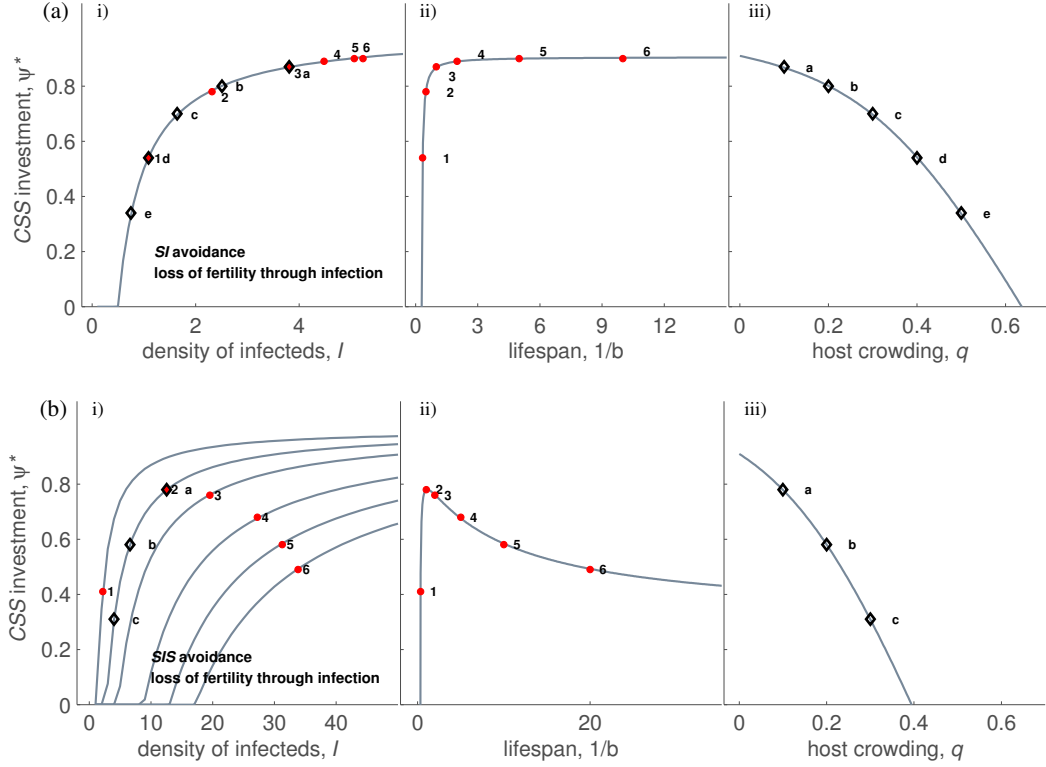 (a) i) ii) iii)
CSS investment, ψ*
0.8
0.6
0.4
0.2
0
1d
2
3a
4
5 6
b
c
e
SI avoidance
loss of fertility through infection
0 2 4
density of infecteds, I
1
2
3
4
5
6
0 3 6 9 12
lifespan, 1/b
a
b
c
d
e
0 0.2 0.4 0.6
host crowding, q
(b) i) ii) iii)
CSS investment, ψ*
0.8
0.6
0.4
0.2
0
1
2 a
3
4
5
6
b
c
SIS avoidance
loss of fertility through infection
0 10 20 30 40
density of infecteds, I
1
2
3
4
5
6
0 20
lifespan, 1/b
a
b
c
0 0.2 0.4 0.6
host crowding, q